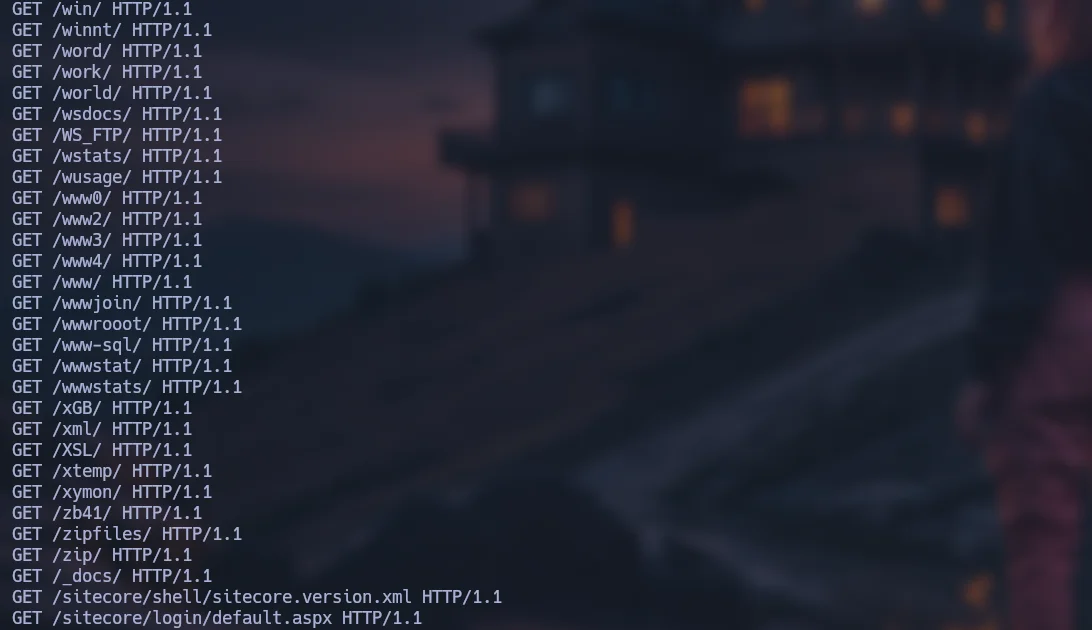 GET /win/ HTTP/1.1
GET /winnt/ HTTP/1.1
GET /word/ HTTP/1.1
GET /work/ HTTP/1.1
GET /world/ HTTP/1.1
GET /wsdocs/ HTTP/1.1
GET /WS_FTP/ HTTP/1.1
GET /wstats/ HTTP/1.1
GET /wusage/ HTTP/1.1
GET /www0/ HTTP/1.1
GET /www2/ HTTP/1.1
GET /www3/ HTTP/1.1
GET /www4/ HTTP/1.1
GET /www/ HTTP/1.1
GET /wwwjoin/ HTTP/1.1
GET /wwwrooot/ HTTP/1.1
GET /www-sql/ HTTP/1.1
GET /wwwstat/ HTTP/1.1
GET /wwwstats/ HTTP/1.1
GET /xGB/ HTTP/1.1
GET /xml/ HTTP/1.1
GET /XSL/ HTTP/1.1
GET /xtemp/ HTTP/1.1
GET /xymon/ HTTP/1.1
GET /zb41/ HTTP/1.1
GET /zipfiles/ HTTP/1.1
GET /zip/ HTTP/1.1
GET /_docs/ HTTP/1.1
GET /sitecore/shell/sitecore.version.xml HTTP/1.1
GET /sitecore/login/default.aspx HTTP/1.1